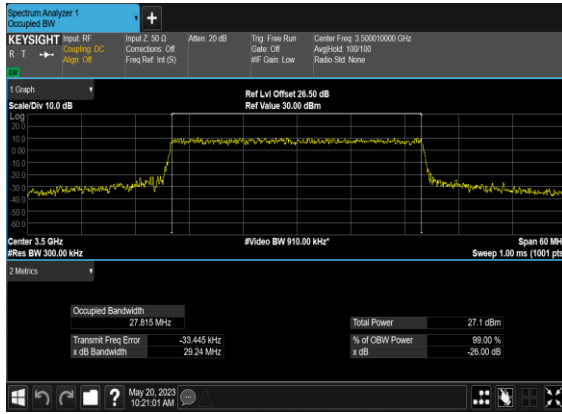 Spectrum Analyzer 1
Occupied BW
KEYSIGHT
R T
LXI
Input: RF
Coupling: DC
Align: Off
Input Z: 50 Ω
Corrections: Off
Freq Ref: Int (S)
Atten: 20 dB
Trig: Free Run
Gate: Off
#IF Gain: Low
Center Freq: 3.500010000 GHz
Avg|Hold: 100/100
Radio Std: None
1 Graph
Scale/Div 10.0 dB
Ref Lvl Offset 26.50 dB
Ref Value 30.00 dBm
Log
20.0
10.0
0.00
-10.0
-20.0
-30.0
-40.0
-50.0
-60.0
Center 3.5 GHz
#Res BW 300.00 kHz
#Video BW 910.00 kHz*
Span 60 MH
Sweep 1.00 ms (1001 pts
2 Metrics
Occupied Bandwidth
27.815 MHz
Transmit Freq Error -33.445 kHz
x dB Bandwidth 29.24 MHz
Total Power 27.1 dBm
% of OBW Power 99.00 %
x dB -26.00 dB
May 20, 2023
10:21:01 AM